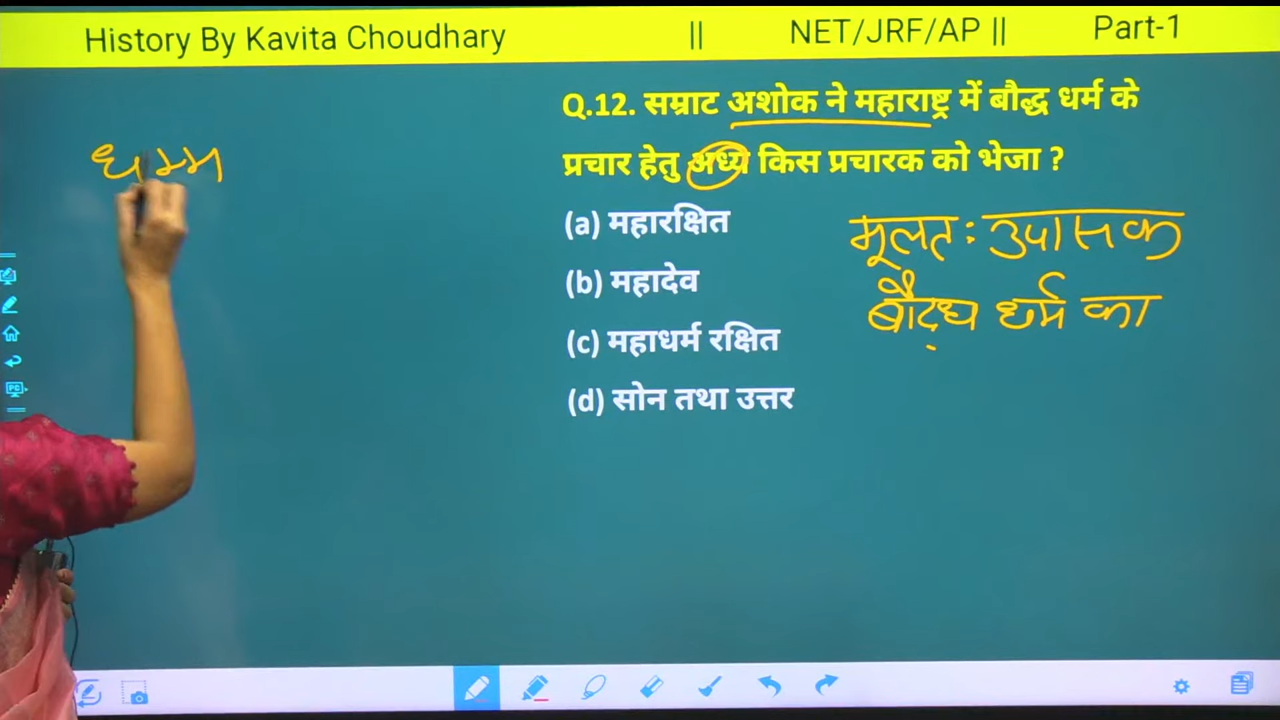 History By Kavita Choudhary || NET/JRF/AP || Part-1
Q.12. सम्राट अशोक ने महाराष्ट्र में बौद्ध धर्म के
प्रचार हेतु अध्य किस प्रचारक को भेजा ?
(a) महारक्षित
(b) महादेव
(c) महाधर्म रक्षित
(d) सोन तथा उत्तर
मूलत: उपासक
बौद्ध धर्म का
धम्म